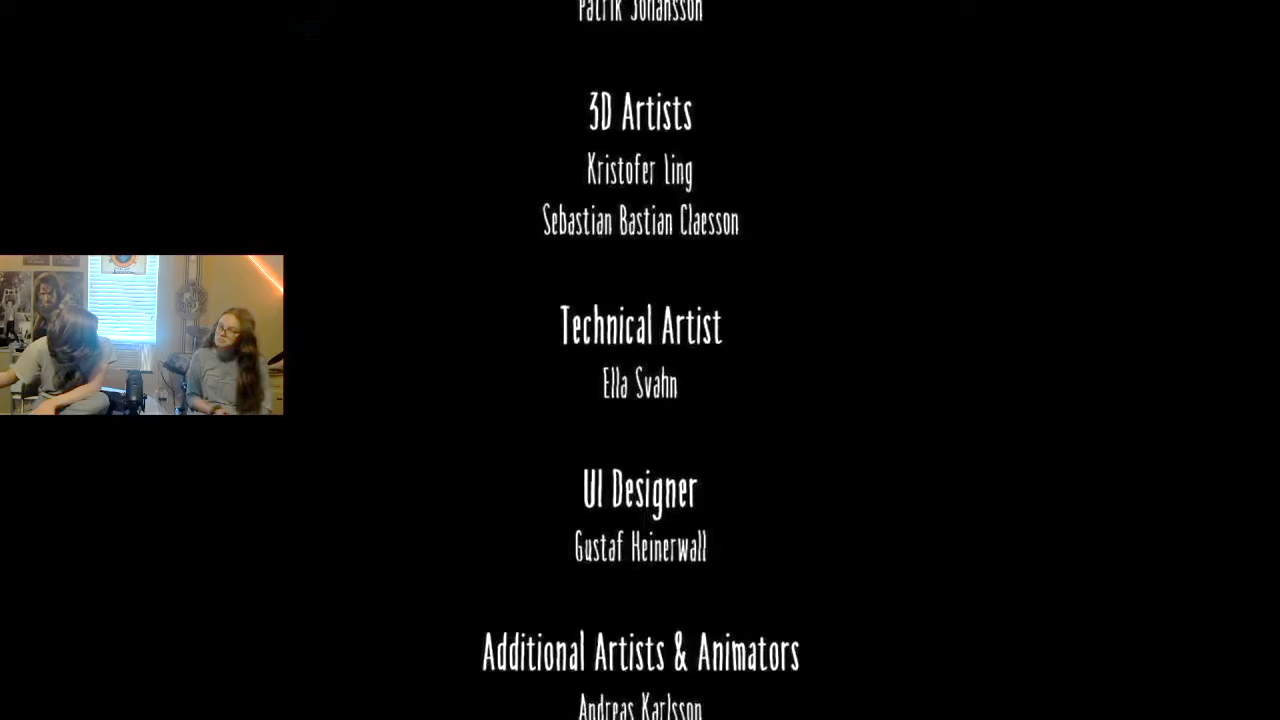 Patrik Johansson
3D Artists
Kristofer Ling
Sebastian Bastian Claesson
Technical Artist
Ella Svahn
UI Designer
Gustaf Heinerwall
Additional Artists & Animators
Andreas Karlsson